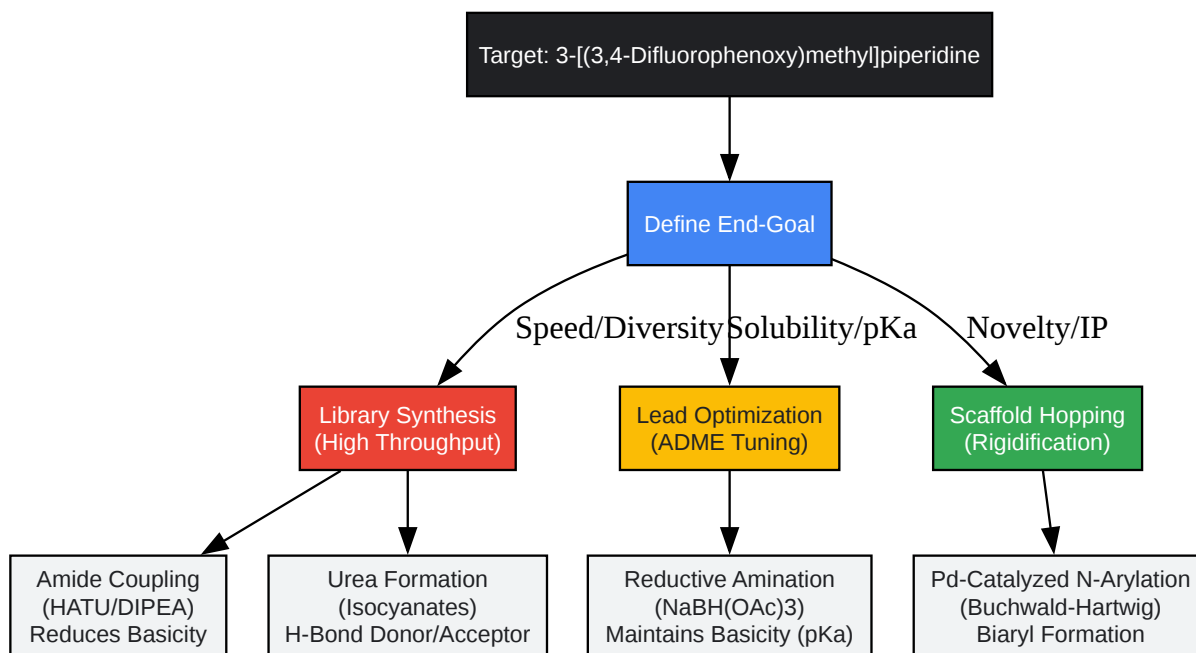 Target: 3-[(3,4-Difluorophenoxy)methyl]piperidine
Define End-Goal
Speed/Diversity
Solubility/pKa
Novelty/IP
Library Synthesis
(High Throughput)
Lead Optimization
(ADME Tuning)
Scaffold Hopping
(Rigidification)
Amide Coupling
(HATU/DIPEA)
Reduces Basicity
Urea Formation
(Isocyanates)
H-Bond Donor/Acceptor
Reductive Amination
(NaBH(OAc)3)
Maintains Basicity (pKa)
Pd-Catalyzed N-Arylation
(Buchwald-Hartwig)
Biaryl Formation